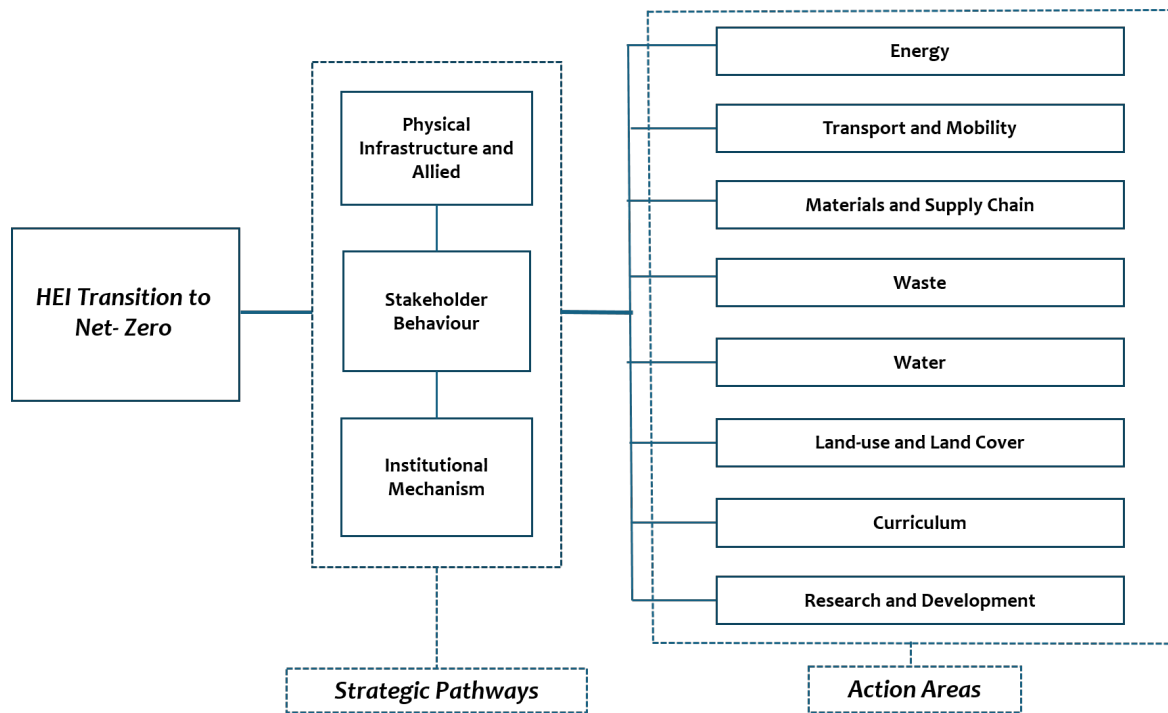 HEI Transition to
Net- Zero
Physical
Infrastructure and
Allied
Stakeholder
Behaviour
Institutional
Mechanism
Strategic Pathways
Energy
Transport and Mobility
Materials and Supply Chain
Waste
Water
Land-use and Land Cover
Curriculum
Research and Development
Action Areas